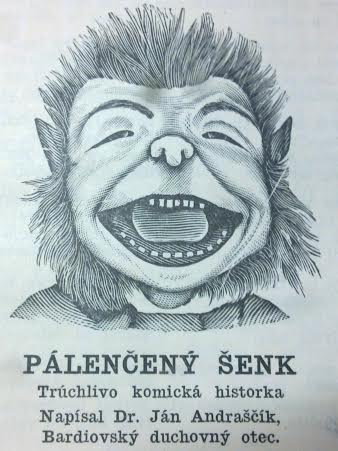 PÁLENČENÝ ŠENK
Trúchlivo komická historka
Napísal Dr. Ján Andraščík,
Bardiovský duchovný otec.